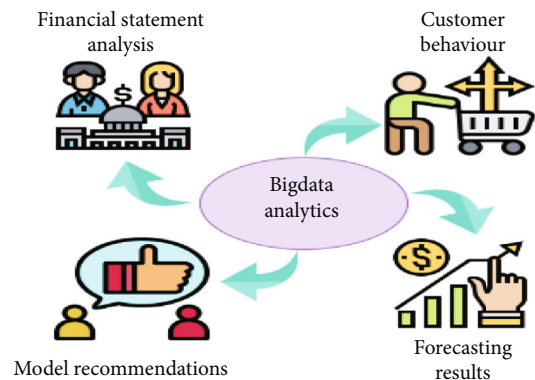 Financial statement
analysis
Customer
behaviour
$
Bigdata
analytics
$
Model recommendations
Forecasting
results